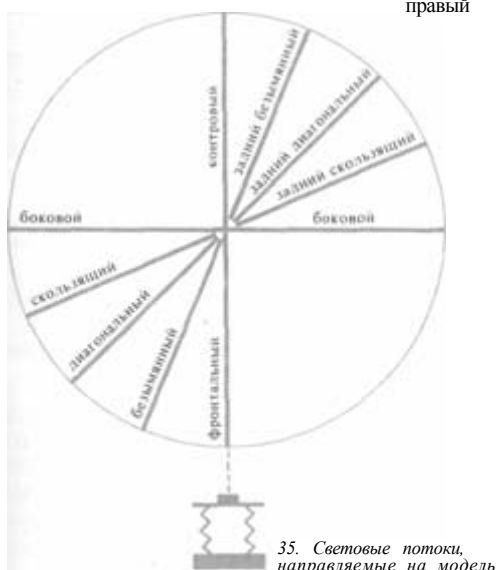 правый
контровый
задний безымянный
задний диагональный
задний скользящий
боковой
боковой
скользящий
диагональный
безымянный
фронтальный
35. Световые потоки,
направляемые на модель